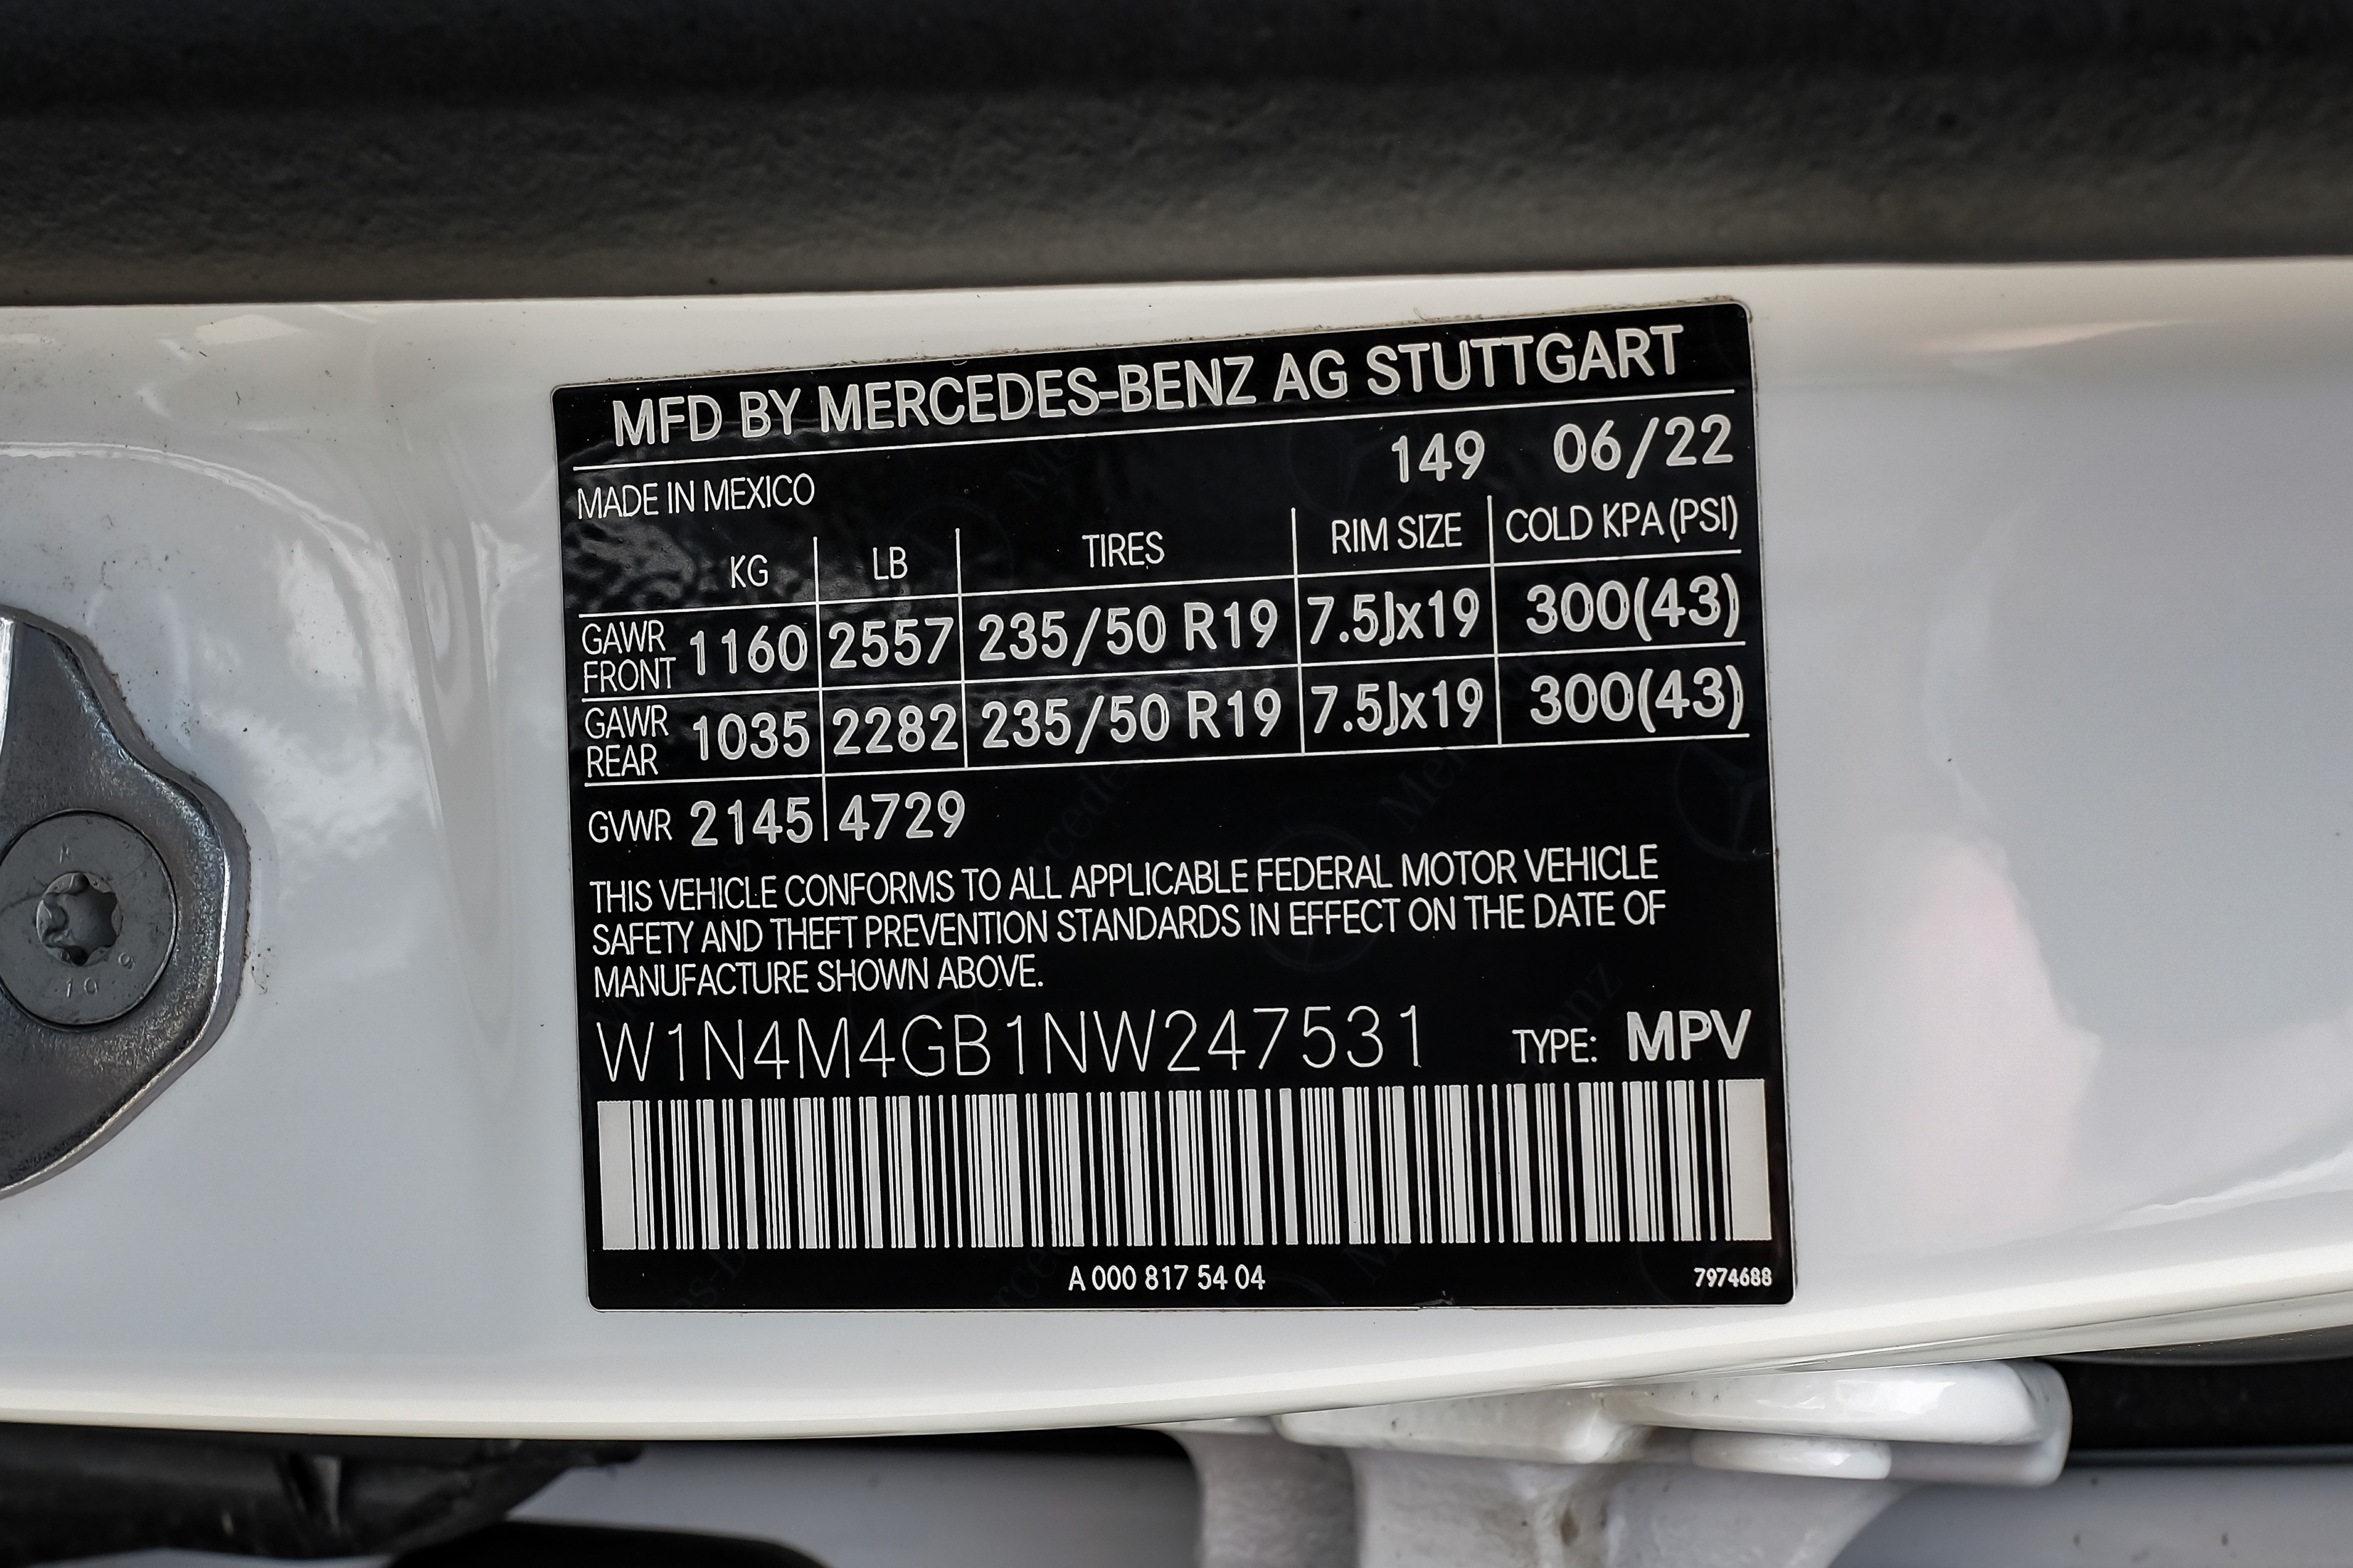 MFD BY MERCEDES-BENZ AG STUTTGART
149 06/22
MADE IN MEXICO
KG LB TIRES RIM SIZE COLD KPA (PSI)
GAWR FRONT 1160 2557 235/50 R19 7.5Jx19 300(43)
GAWR REAR 1035 2282 235/50 R19 7.5Jx19 300(43)
GVWR 2145 4729
THIS VEHICLE CONFORMS TO ALL APPLICABLE FEDERAL MOTOR VEHICLE
SAFETY AND THEFT PREVENTION STANDARDS IN EFFECT ON THE DATE OF
MANUFACTURE SHOWN ABOVE.
W1N4M4GB1NW247531 TYPE: MPV
A 000 817 54 04 7974688